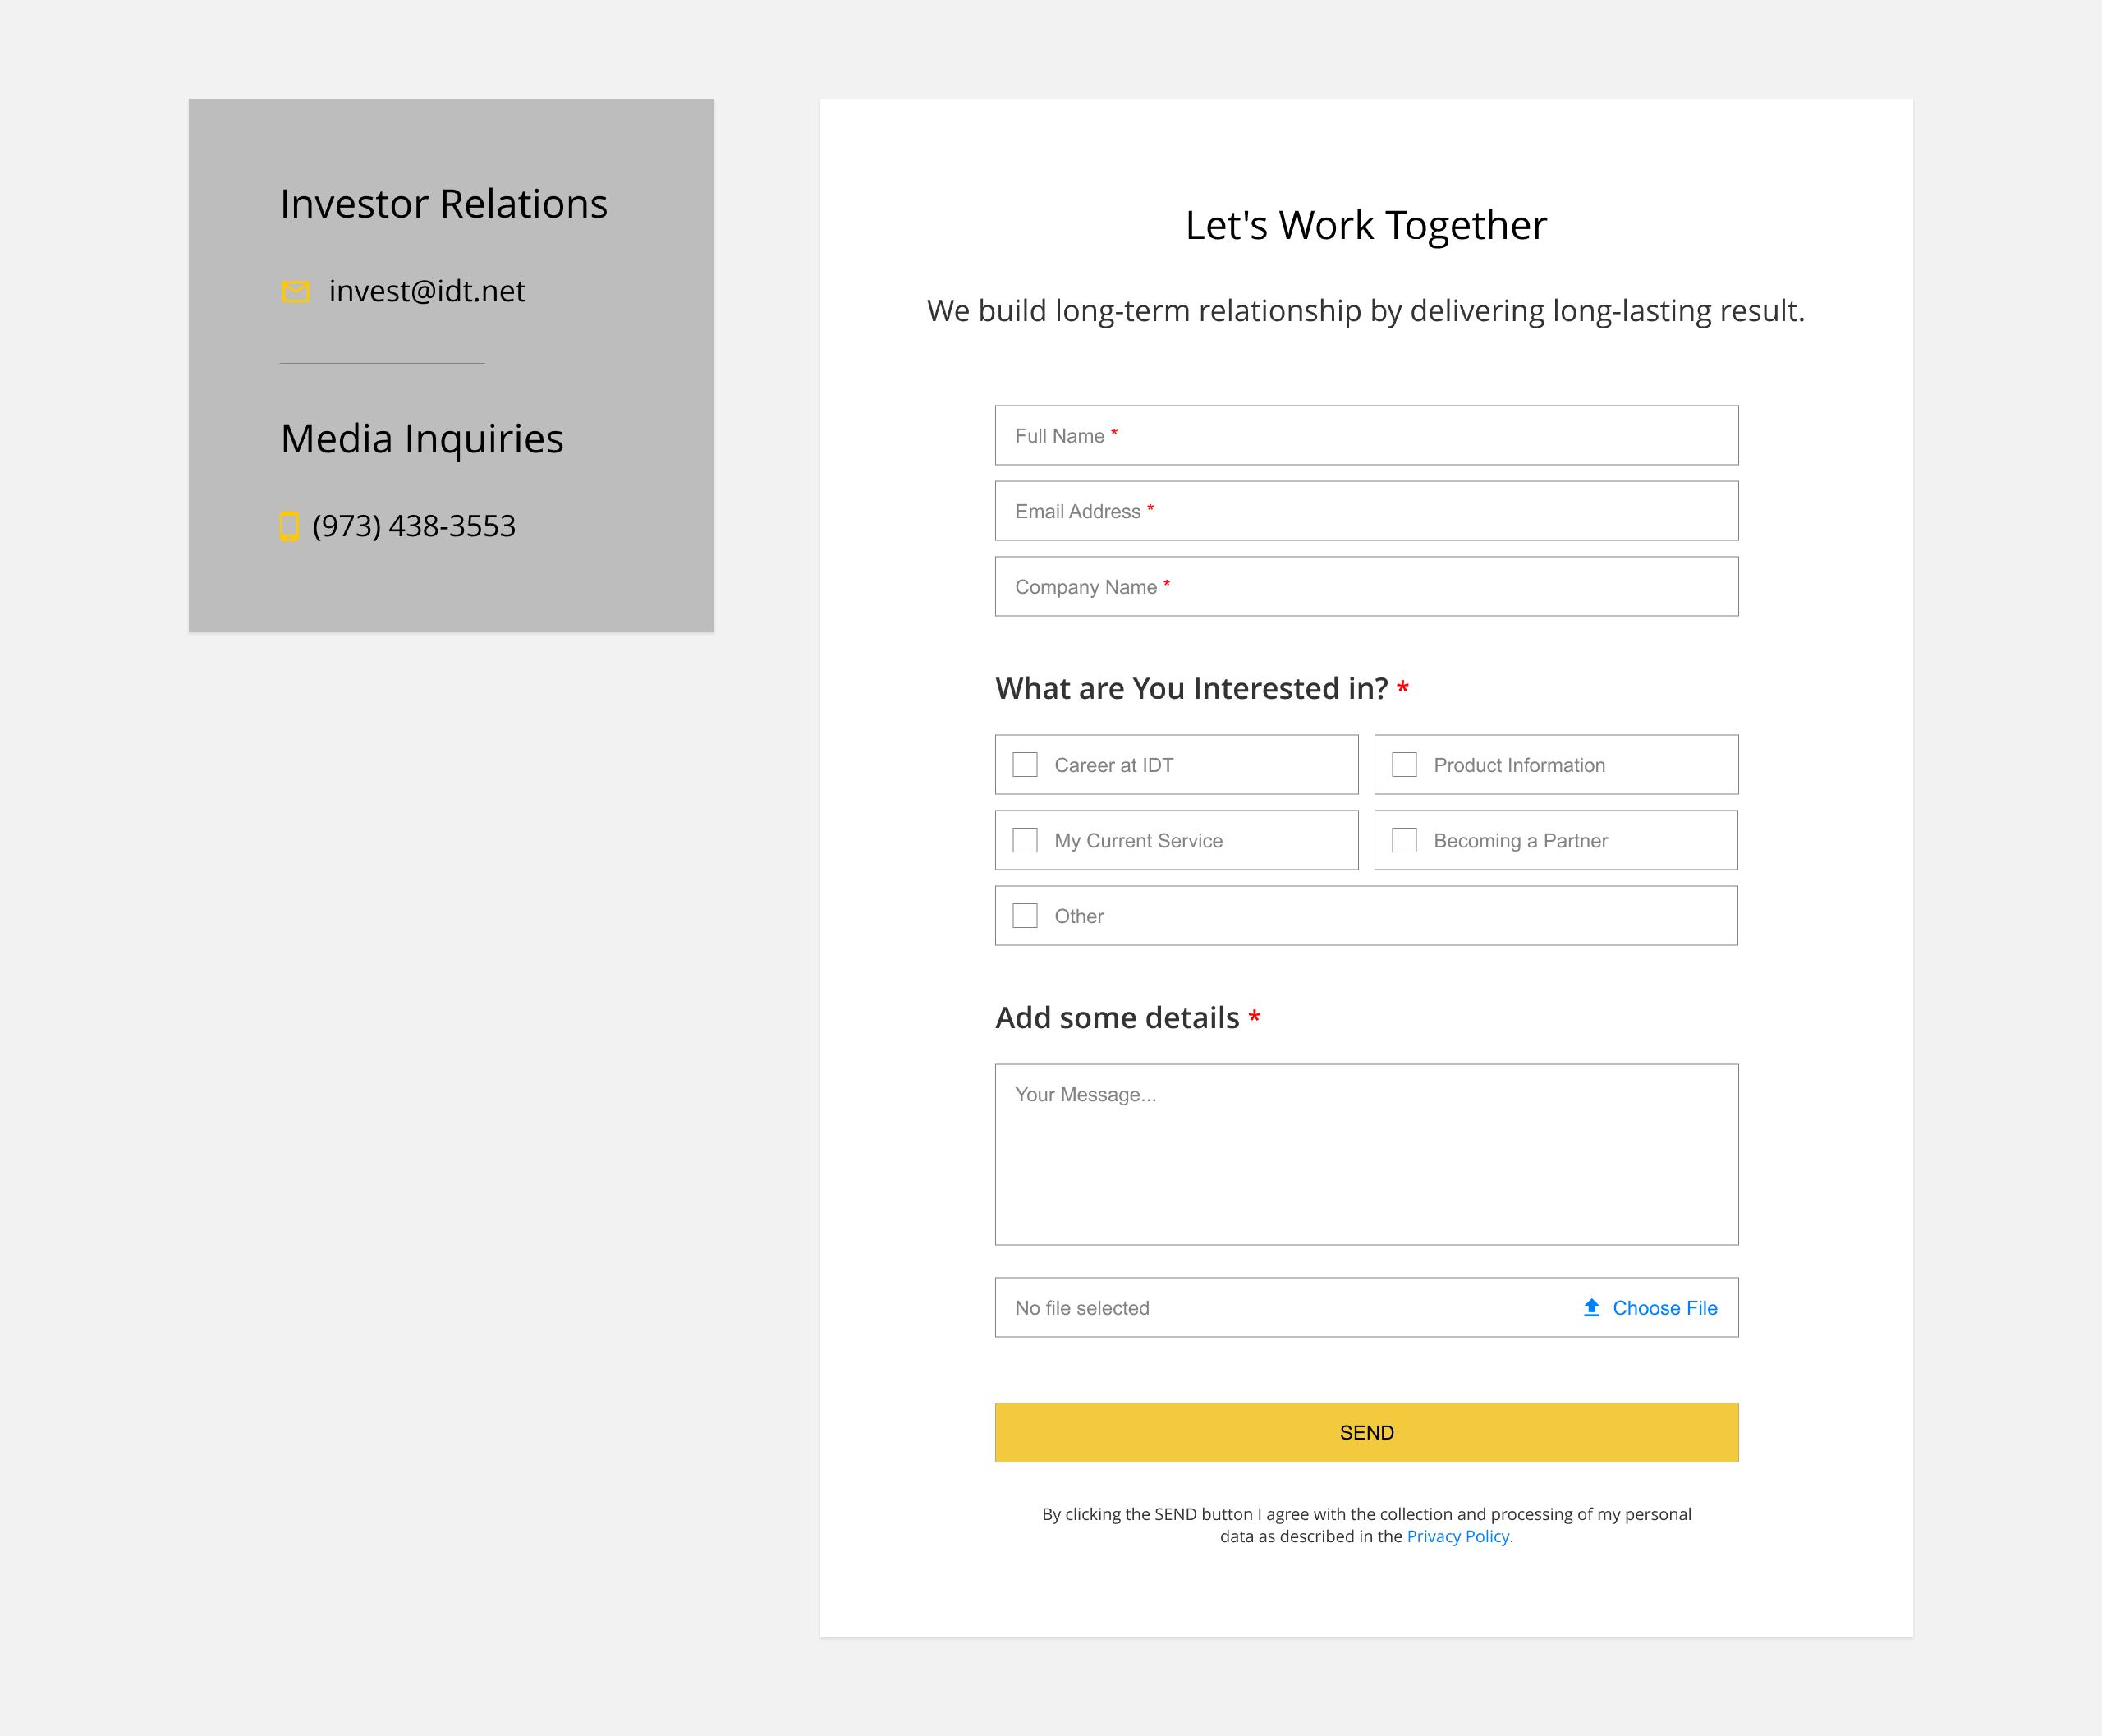 Investor Relations
invest@idt.net
Media Inquiries
(973) 438-3553
Let's Work Together
We build long-term relationship by delivering long-lasting result.
Full Name *
Email Address *
Company Name *
What are You Interested in? *
Career at IDT
Product Information
My Current Service
Becoming a Partner
Other
Add some details *
Your Message...
No file selected
Choose File
SEND
By clicking the SEND button I agree with the collection and processing of my personal
data as described in the Privacy Policy.